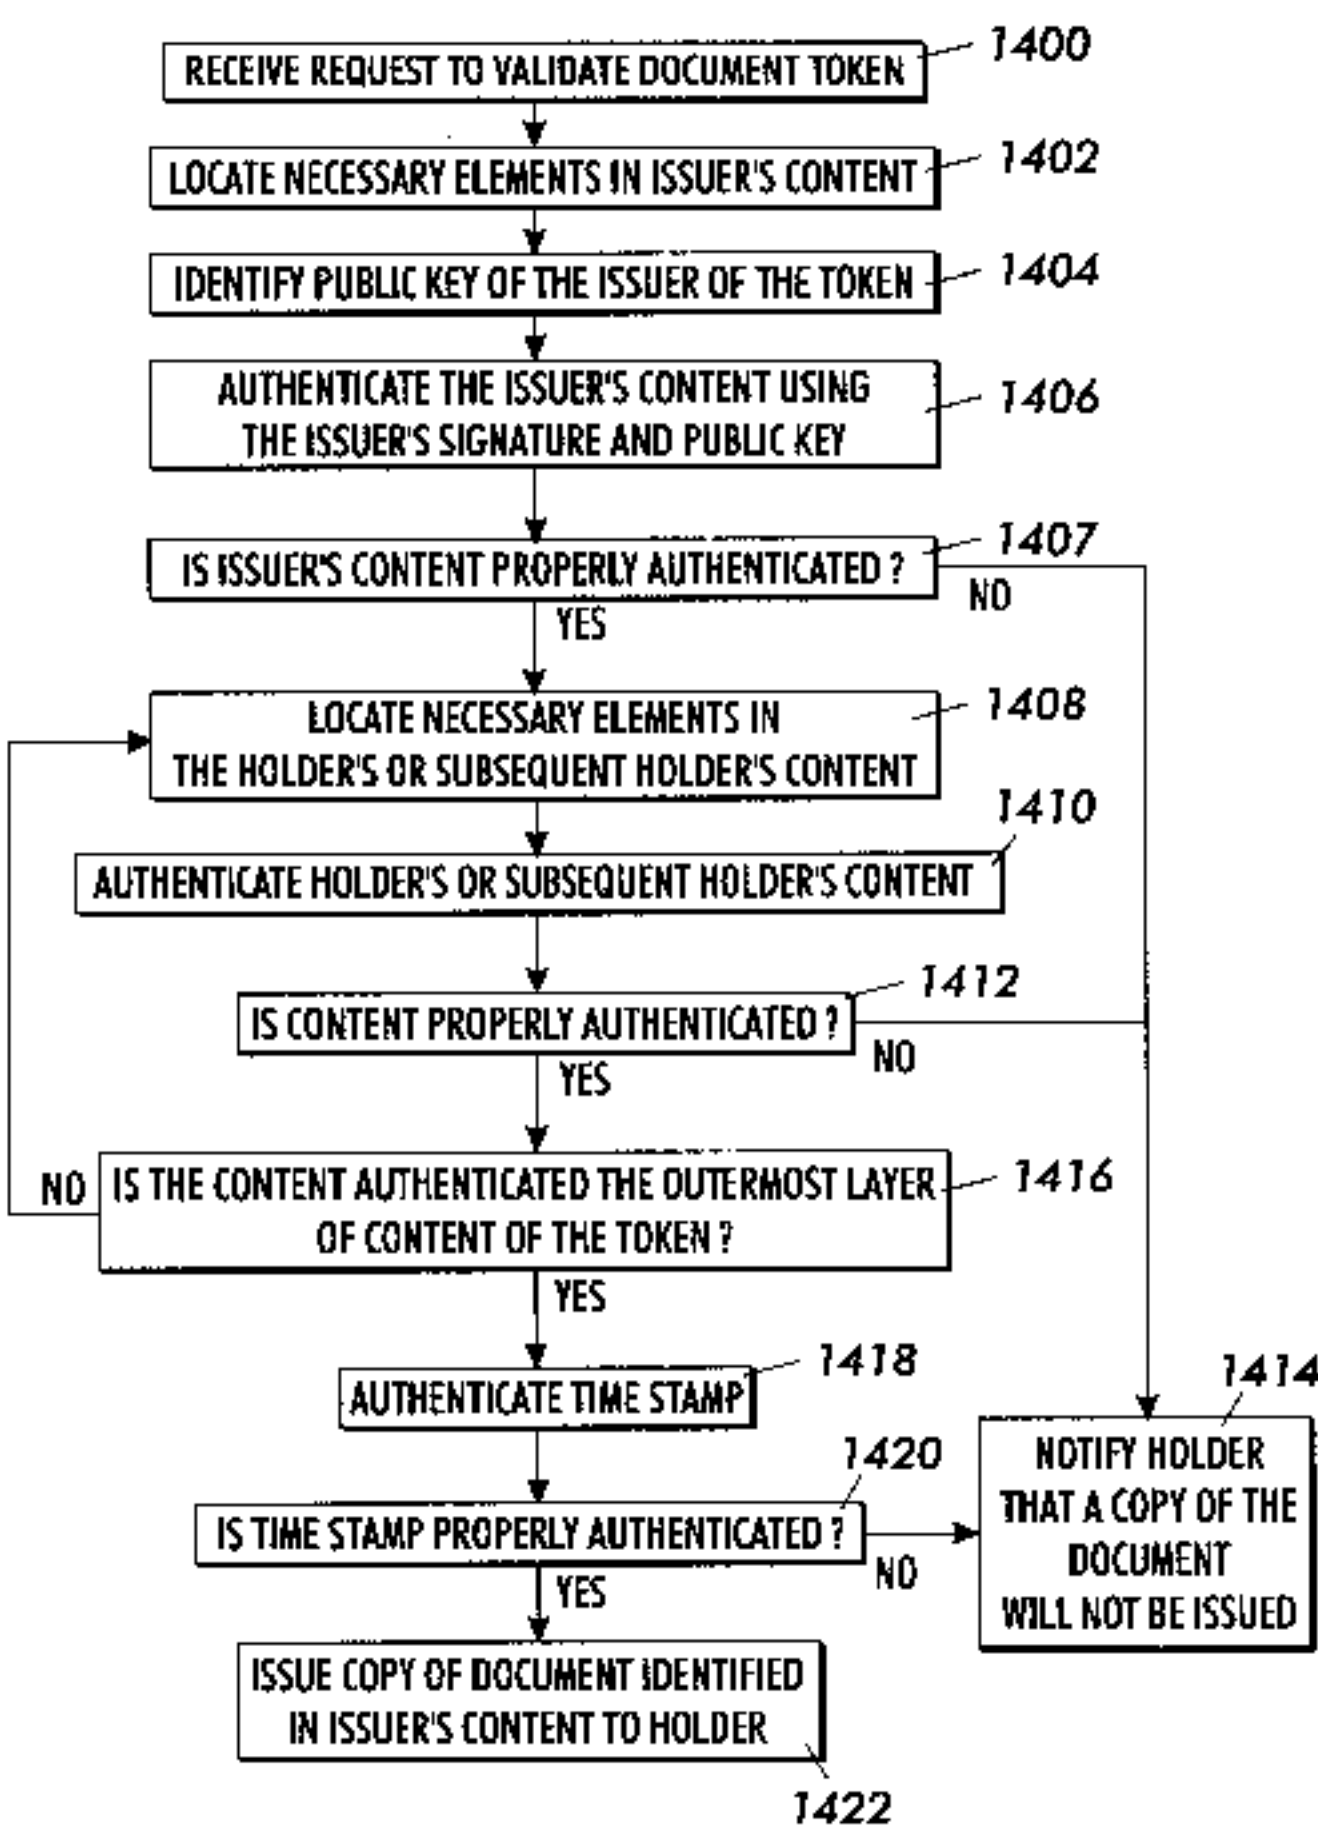 1400
RECEIVE REQUEST TO VALIDATE DOCUMENT TOKEN
1402
LOCATE NECESSARY ELEMENTS IN ISSUER'S CONTENT
1404
IDENTIFY PUBLIC KEY OF THE ISSUER OF THE TOKEN
1406
AUTHENTICATE THE ISSUER'S CONTENT USING
THE ISSUER'S SIGNATURE AND PUBLIC KEY
1407
IS ISSUER'S CONTENT PROPERLY AUTHENTICATED ?
NO
YES
1408
LOCATE NECESSARY ELEMENTS IN
THE HOLDER'S OR SUBSEQUENT HOLDER'S CONTENT
1410
AUTHENTICATE HOLDER'S OR SUBSEQUENT HOLDER'S CONTENT
1412
IS CONTENT PROPERLY AUTHENTICATED ?
NO
YES
1416
NO
IS THE CONTENT AUTHENTICATED THE OUTERMOST LAYER
OF CONTENT OF THE TOKEN ?
YES
1418
AUTHENTICATE TIME STAMP
1420
IS TIME STAMP PROPERLY AUTHENTICATED ?
NO
YES
1414
NOTIFY HOLDER
THAT A COPY OF THE
DOCUMENT
WILL NOT BE ISSUED
ISSUE COPY OF DOCUMENT IDENTIFIED
IN ISSUER'S CONTENT TO HOLDER
1422